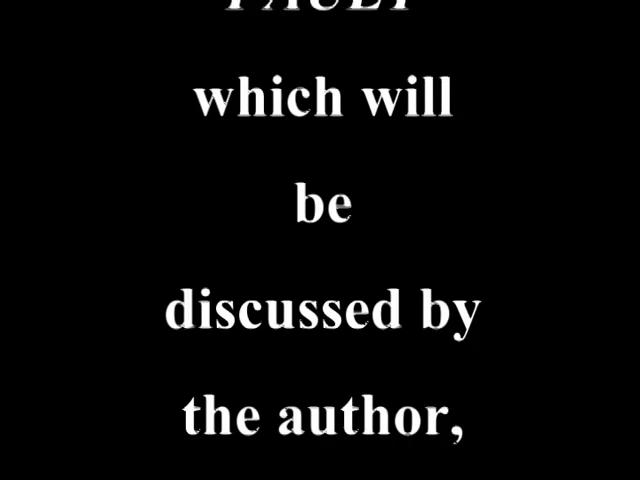 which will
be
discussed by
the author,